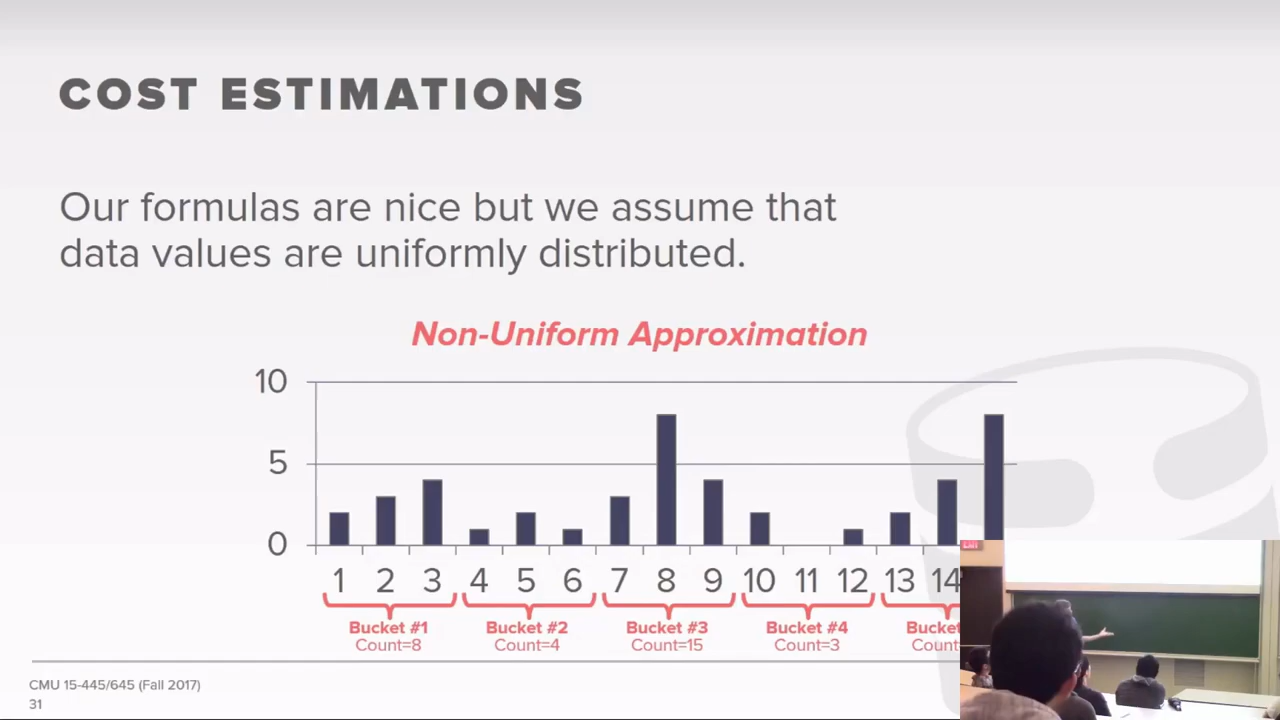 COST ESTIMATIONS
Our formulas are nice but we assume that
data values are uniformly distributed.
Non-Uniform Approximation
10
5
0
1 2 3 4 5 6 7 8 9 10 11 12 13 14
Bucket #1 Bucket #2 Bucket #3 Bucket #4 Bucket
Count=8 Count=4 Count=15 Count=3 Count
CMU 15-445/645 (Fall 2017)
31
EXIT